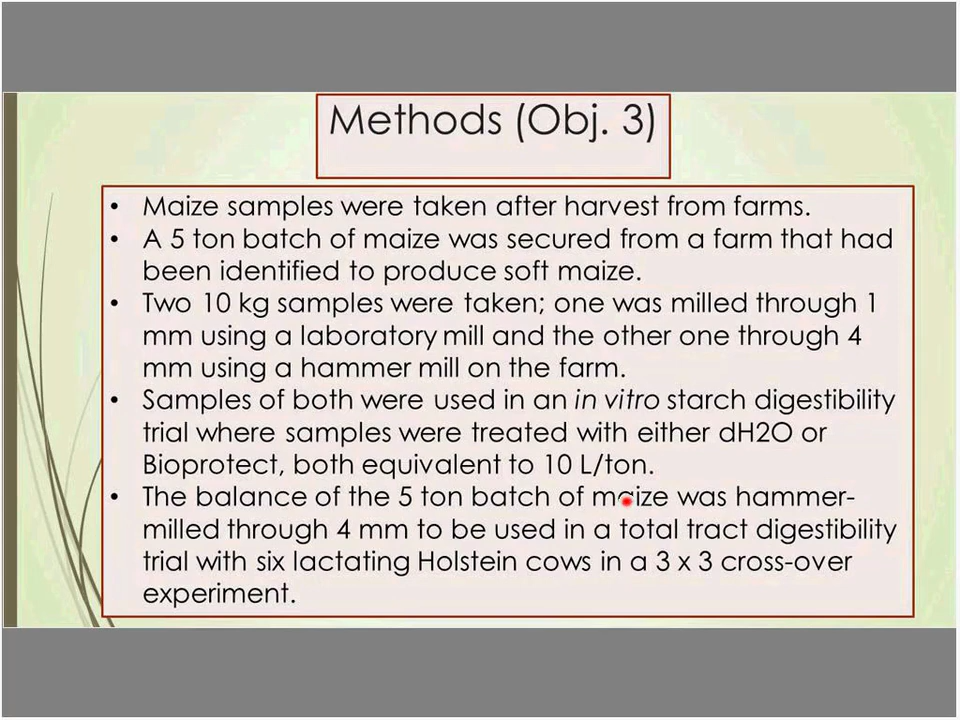 Methods (Obj. 3)
• Maize samples were taken after harvest from farms.
• A 5 ton batch of maize was secured from a farm that had
been identified to produce soft maize.
• Two 10 kg samples were taken; one was milled through 1
mm using a laboratory mill and the other one through 4
mm using a hammer mill on the farm.
• Samples of both were used in an in vitro starch digestibility
trial where samples were treated with either dH2O or
Bioprotect, both equivalent to 10 L/ton.
• The balance of the 5 ton batch of maize was hammer-
milled through 4 mm to be used in a total tract digestibility
trial with six lactating Holstein cows in a 3 x 3 cross-over
experiment.